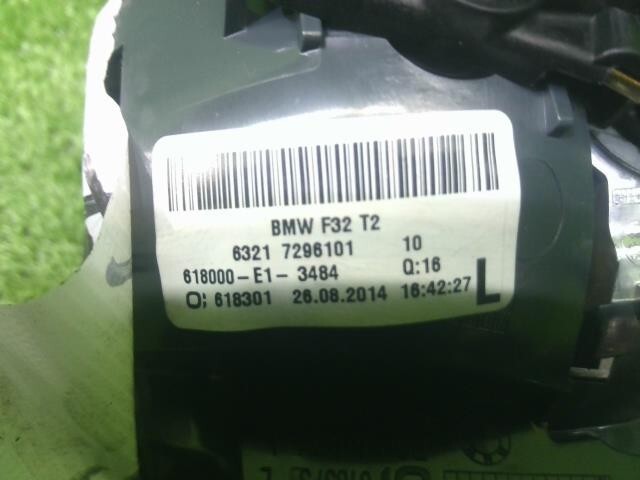 BMW F32 T2
6321 7296101 10
618000-E1-3484 Q:16
O; 618301 26.08.2014 16:42:27 L